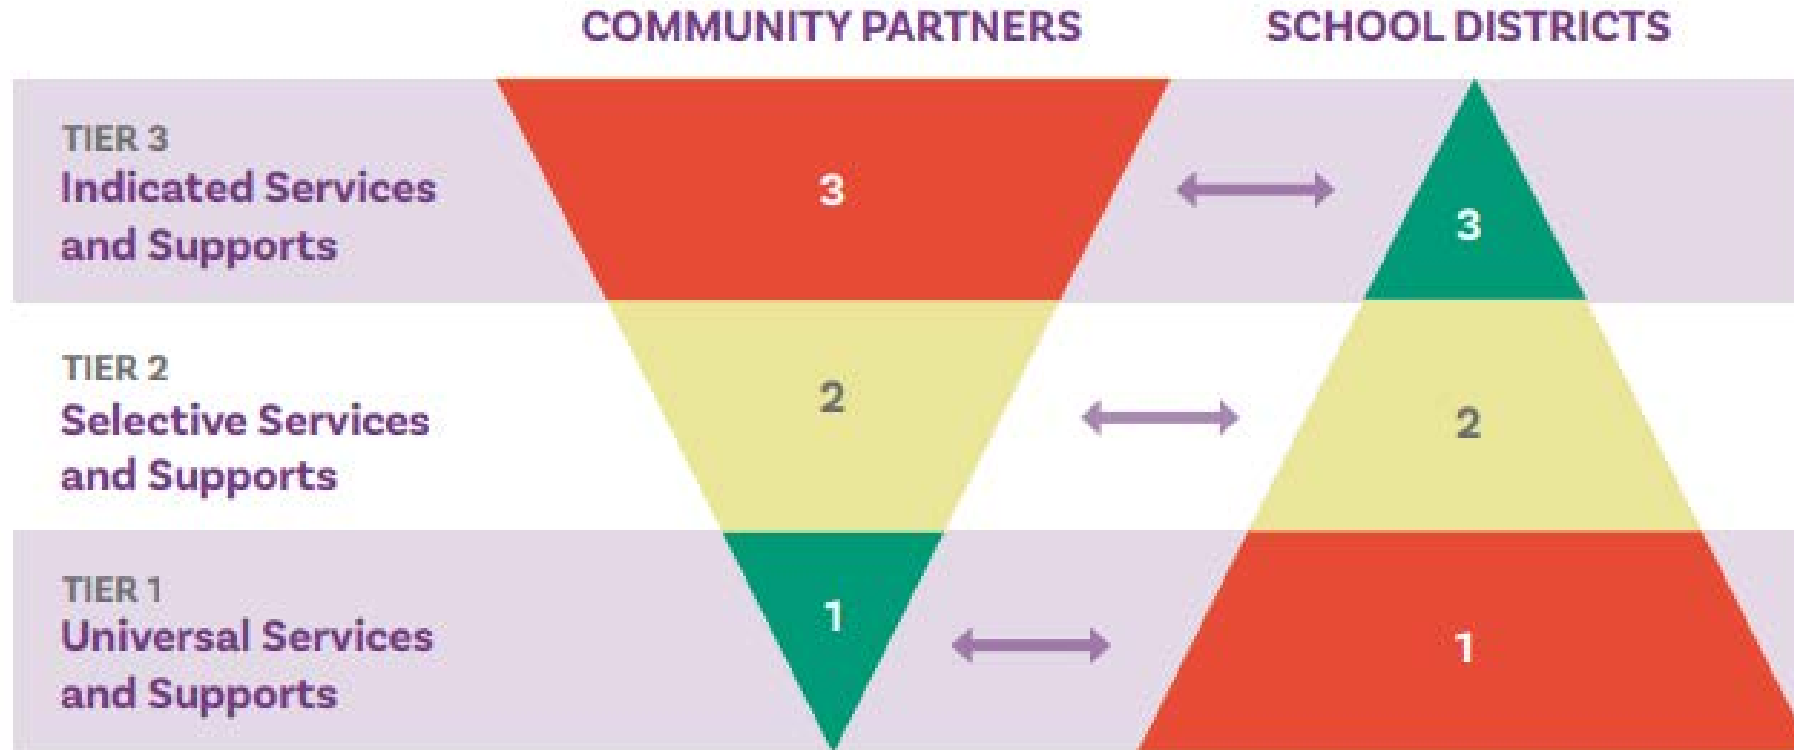 COMMUNITY PARTNERS
SCHOOL DISTRICTS
TIER 3
Indicated Services
and Supports
3
3
TIER 2
Selective Services
and Supports
2
2
TIER 1
Universal Services
and Supports
1
1